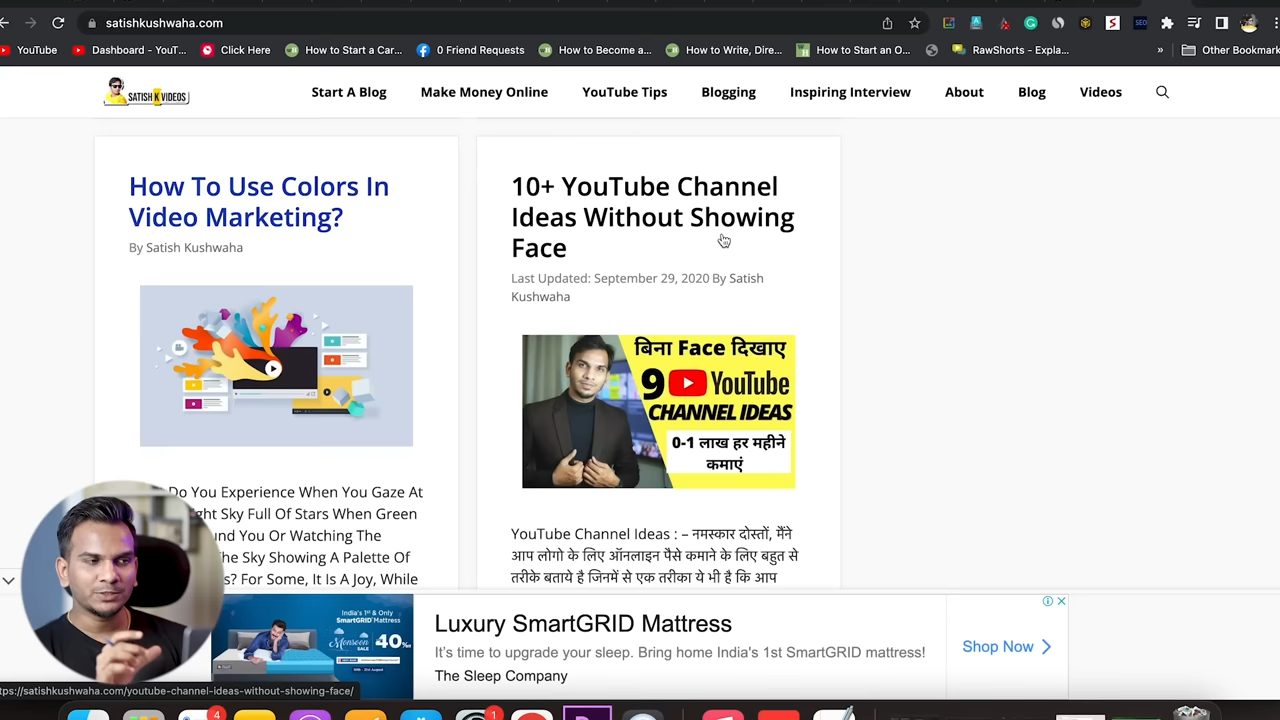 satishkushwaha.com
YouTube
Dashboard - YouT...
Click Here
How to Start a Car...
0 Friend Requests
How to Become a...
How to Write, Dire...
How to Start an O...
RawShorts - Expla...
»
Other Bookmark
SATISH K VIDEOS
Start A Blog
Make Money Online
YouTube Tips
Blogging
Inspiring Interview
About
Blog
Videos
How To Use Colors In
Video Marketing?
By Satish Kushwaha
Do You Experience When You Gaze At
ght Sky Full Of Stars When Green
und You Or Watching The
he Sky Showing A Palette Of
s? For Some, It Is A Joy, While
10+ YouTube Channel
Ideas Without Showing
Face
Last Updated: September 29, 2020 By Satish
Kushwaha
बिना Face दिखाए
9 YouTube
CHANNEL IDEAS
0-1 लाख हर महीने
कमाएं
YouTube Channel Ideas : – नमस्कार दोस्तों, मैंने
आप लोगो के लिए ऑनलाइन पैसे कमाने के लिए बहुत से
तरीके बताये है जिनमें से एक तरीका ये भी है कि आप
India's 1st & Only
SmartGRID Mattress
Monsoon
SALE
40%
Luxury SmartGRID Mattress
It's time to upgrade your sleep. Bring home India's 1st SmartGRID mattress!
The Sleep Company
Shop Now
ttps://satishkushwaha.com/youtube-channel-ideas-without-showing-face/
4
1